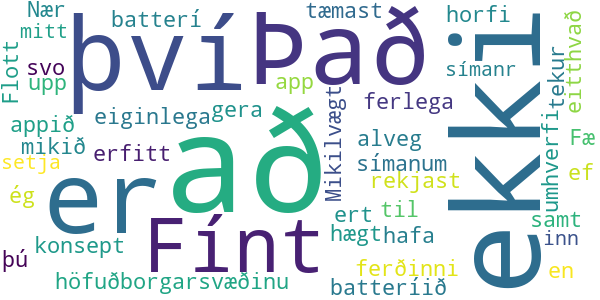 Nær
mitt
batterí
tæmast
horfi
því
Það
ekki
símanr
Flott
svo
upp
app
tekur
eitthvað
eiginlega
gera
ferlega
Mikilvægt
umhverfi
appið
mikið
erfitt
að
alveg
símanum
Fæ
setja
er
rekjast
ef
ég
Fínt
ert
til
samt
þú
konsept
hægt
hafa
inn
ferðinni
en
höfuðborgarsvæðinu
batteríið